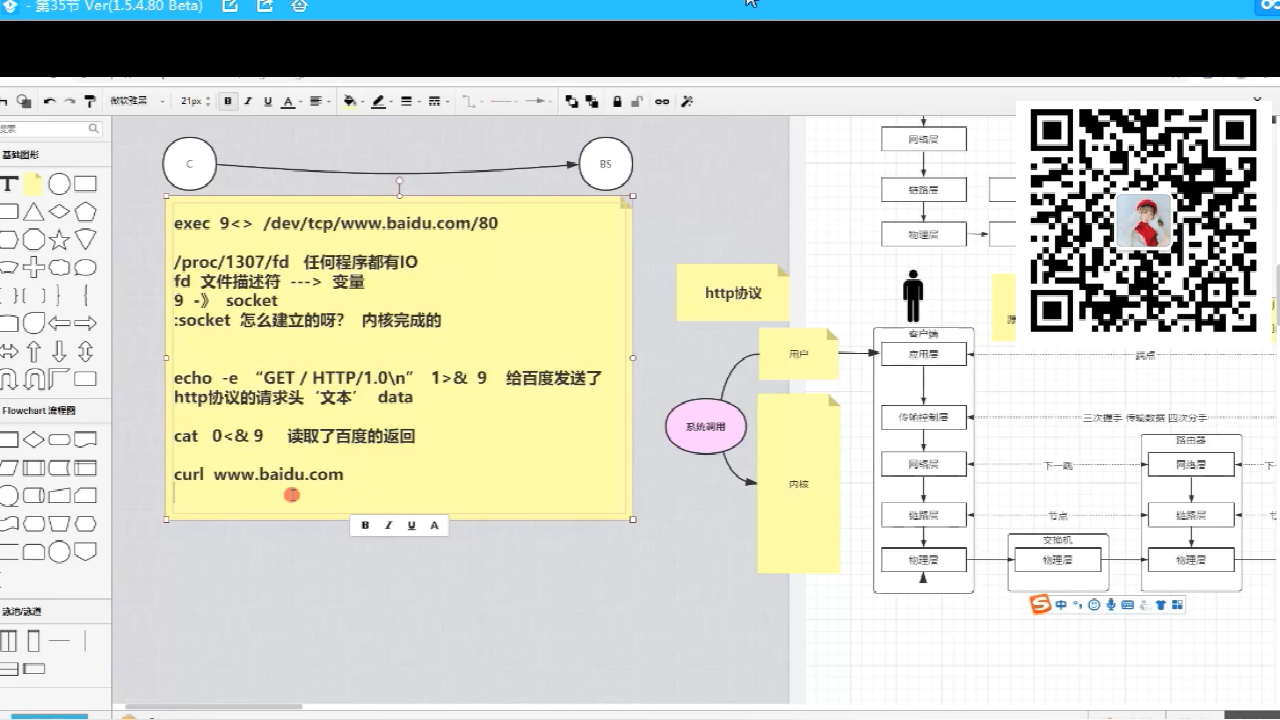 - 第35节 Ver(1.5.4.80 Beta)
微软雅黑
21px
B I U A
搜索
基础图形
T
Flowchart 流程图
泳池/泳道
C
BS
exec 9<> /dev/tcp/www.baidu.com/80
/proc/1307/fd 任何程序都有IO
fd 文件描述符 ---> 变量
9 -》 socket
:socket 怎么建立的呀？ 内核完成的
echo -e “GET / HTTP/1.0\n” 1>& 9 给百度发送了
http协议的请求头‘文本’ data
cat 0<& 9 读取了百度的返回
curl www.baidu.com
B I U A
http协议
用户
系统调用
内核
网络层
链路层
物理层
客户端
应用层
传输控制层
网络层
链路层
物理层
端点
三次握手 传输数据 四次分手
下一跳
节点
交换机
物理层
路由器
网络层
链路层
物理层
中